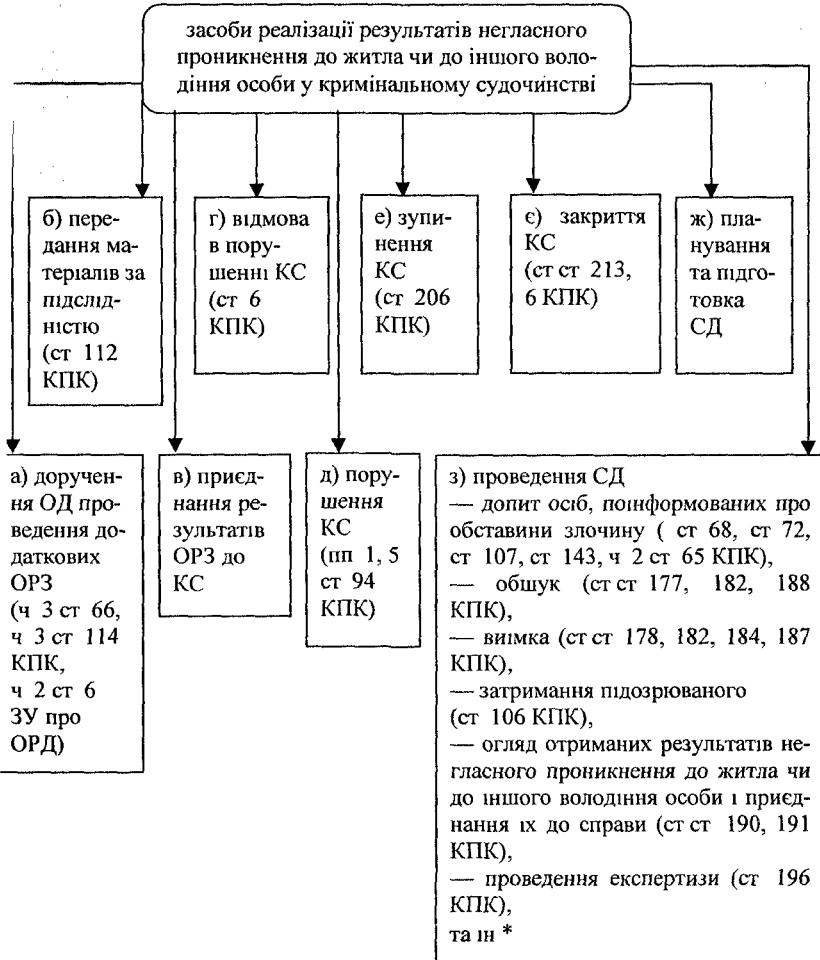 засоби реалізації результатів негласного
проникнення до житла чи до іншого воло-
діння особи у кримінальному судочинстві
б) пере-
дання ма-
теріалів за
підслід-
ністю
(ст 112
КПК)
г) відмова
в пору-
шенні КС
(ст 6
КПК)
е) зупи-
нення
КС
(ст 206
КПК)
є) закриття
КС
(ст ст 213,
6 КПК)
ж) пла-
нування
та підго-
товка
СД
а) доручен-
ня ОД про-
ведення до-
даткових
ОРЗ
(ч 3 ст 66,
ч 3 ст 114
КПК,
ч 2 ст 6
ЗУ про
ОРД)
в) приєд-
нання ре-
зультатів
ОРЗ до
КС
д) пору-
шення
КС
(пп 1, 5
ст 94
КПК)
з) проведення СД
— допит осіб, поінформованих про
обставини злочину ( ст 68, ст 72,
ст 107, ст 143, ч 2 ст 65 КПК),
— обшук (ст ст 177, 182, 188
КПК),
— виїмка (ст ст 178, 182, 184, 187
КПК),
— затримання підозрюваного
(ст 106 КПК),
— огляд отриманих результатів не-
гласного проникнення до житла чи
до іншого володіння особи і приєд-
нання їх до справи (ст ст 190, 191
КПК),
— проведення експертизи (ст 196
КПК),
та ін *